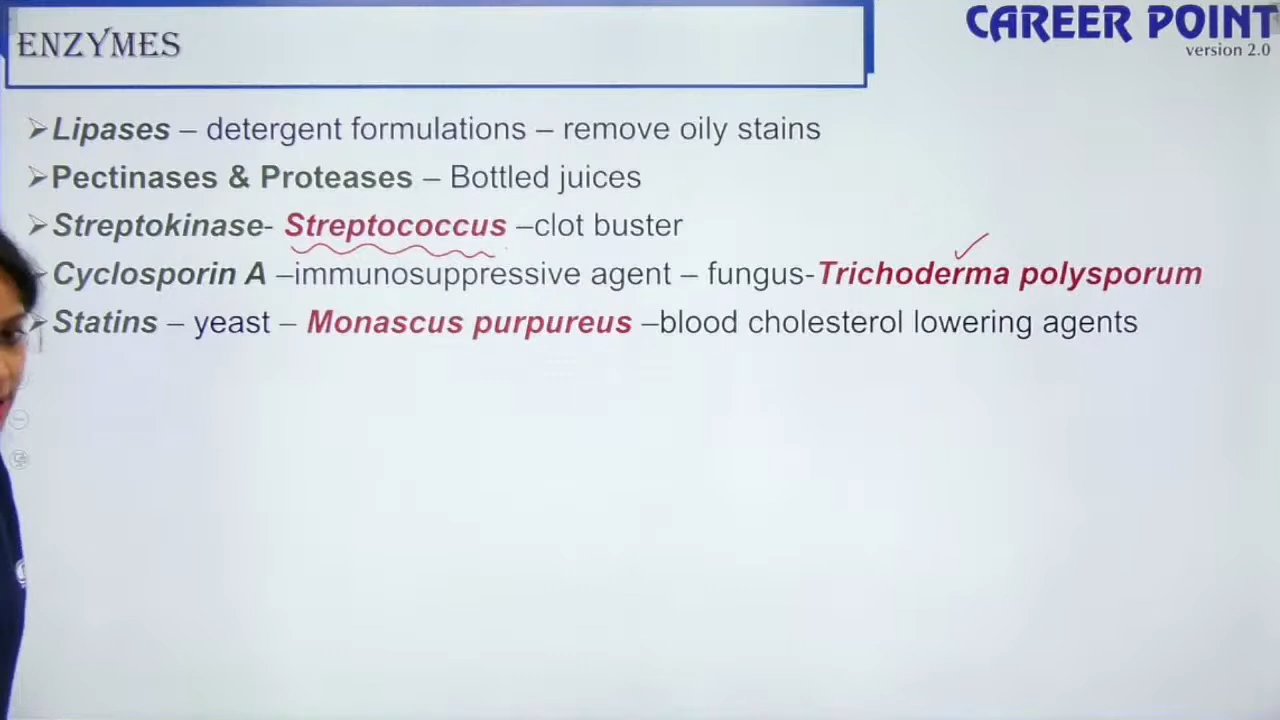 ENZYMES
CAREER POINT
version 2.0
➢Lipases – detergent formulations – remove oily stains
➢Pectinases & Proteases – Bottled juices
➢Streptokinase- Streptococcus –clot buster
➢Cyclosporin A –immunosuppressive agent – fungus-Trichoderma polysporum
➢Statins – yeast – Monascus purpureus –blood cholesterol lowering agents